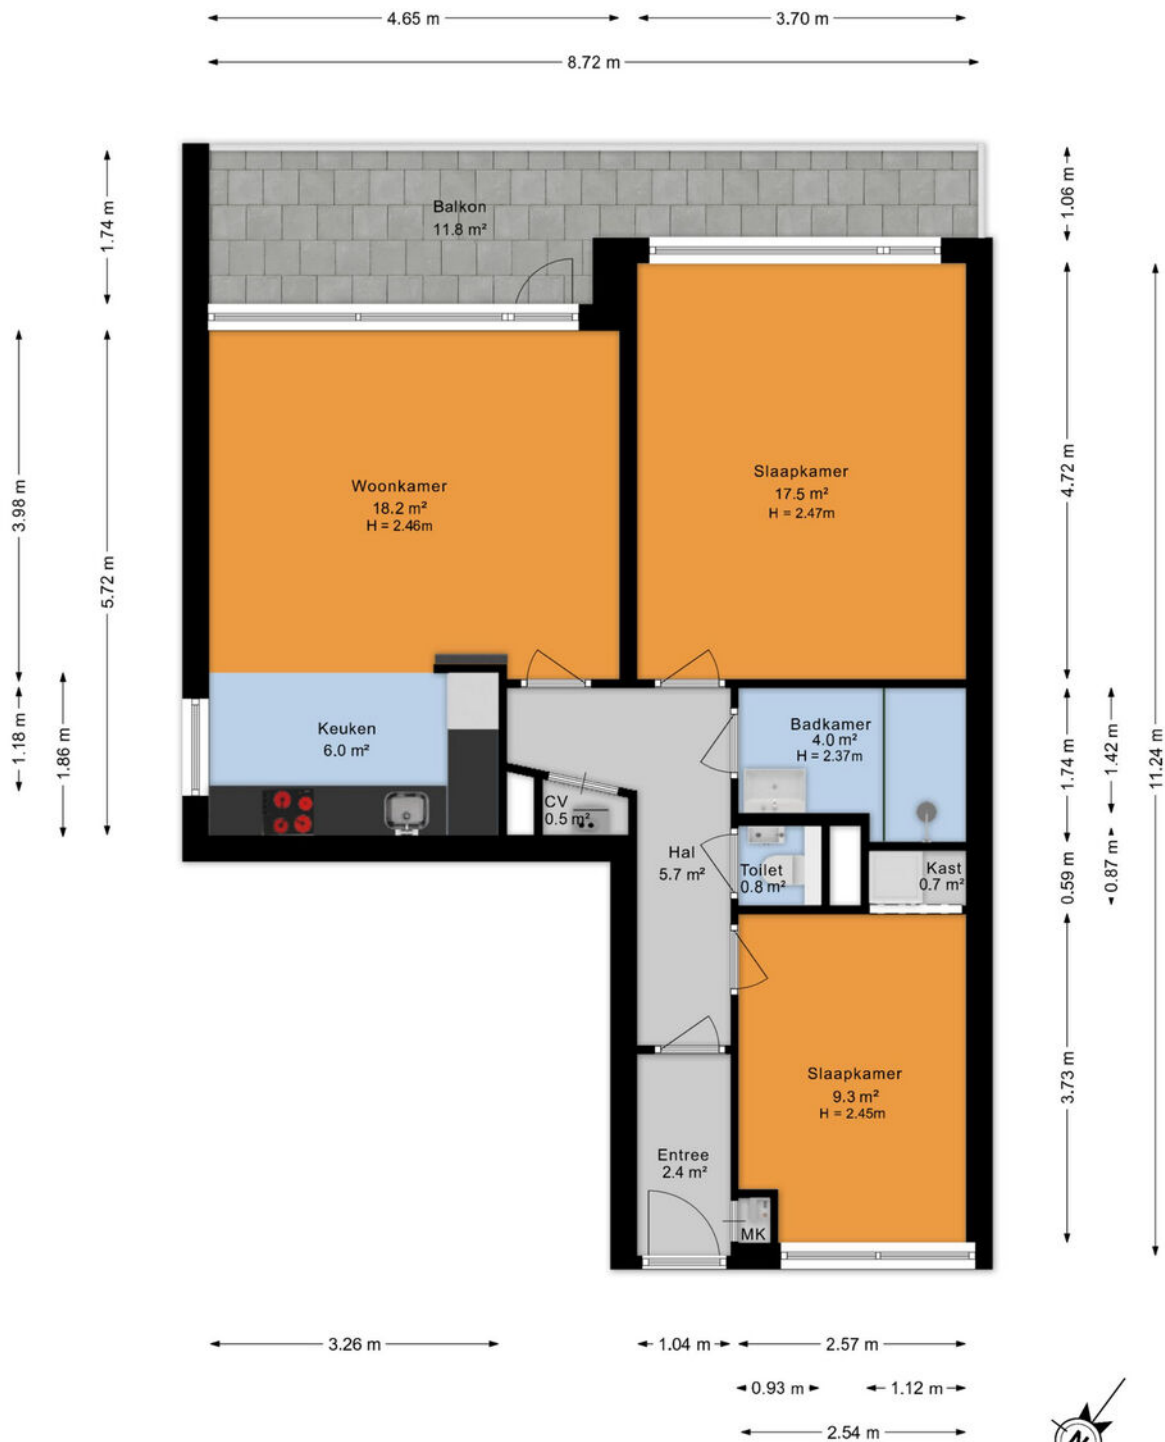 4.65 m
3.70 m
8.72 m
1.74 m
1.06 m
Balkon
11.8 m²
3.98 m
5.72 m
4.72 m
Woonkamer
18.2 m²
H = 2.46m
Slaapkamer
17.5 m²
H = 2.47m
1.18 m
1.86 m
Keuken
6.0 m²
Badkamer
4.0 m²
H = 2.37m
1.74 m
1.42 m
11.24 m
CV
0.5 m²
Hal
5.7 m²
Toilet
0.8 m²
Kast
0.7 m²
0.59 m
0.87 m
Slaapkamer
9.3 m²
H = 2.45m
3.73 m
Entree
2.4 m²
MK
3.26 m
1.04 m
2.57 m
0.93 m
1.12 m
2.54 m
N